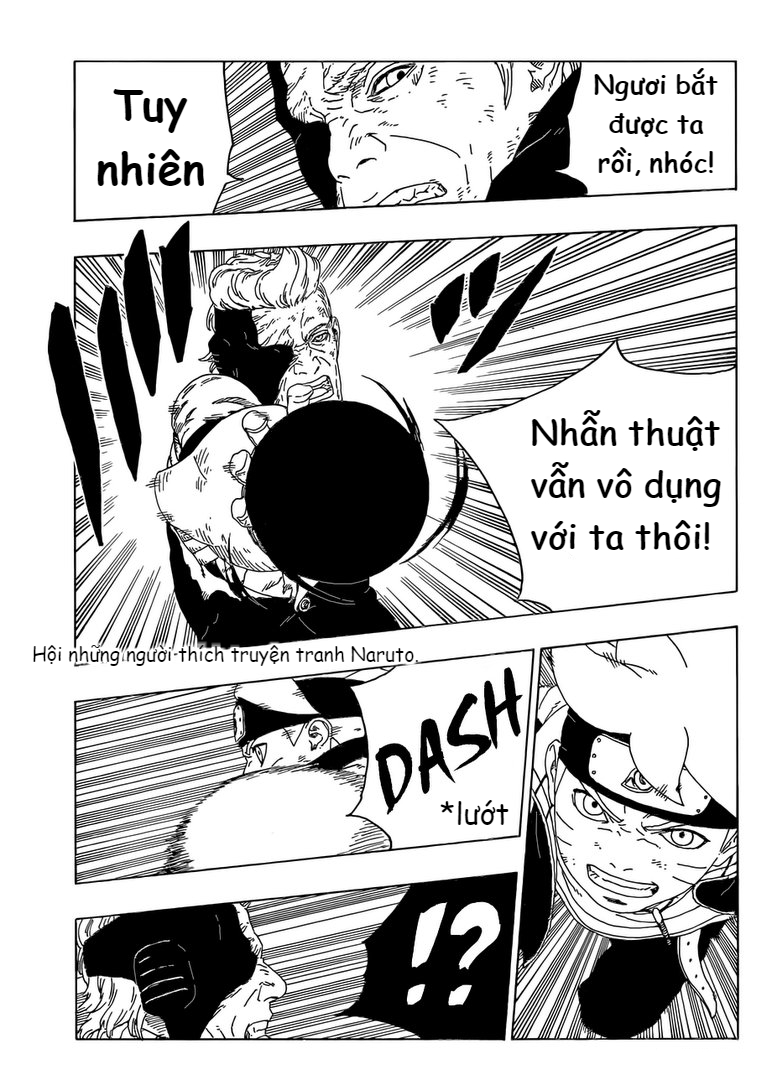 Tuy
nhiên
Ngươi bắt
được ta
rồi, nhóc!
Nhẫn thuật
vẫn vô dụng
với ta thôi!
Hội những người thích truyện tranh Naruto.
DASH
*lướt
!?